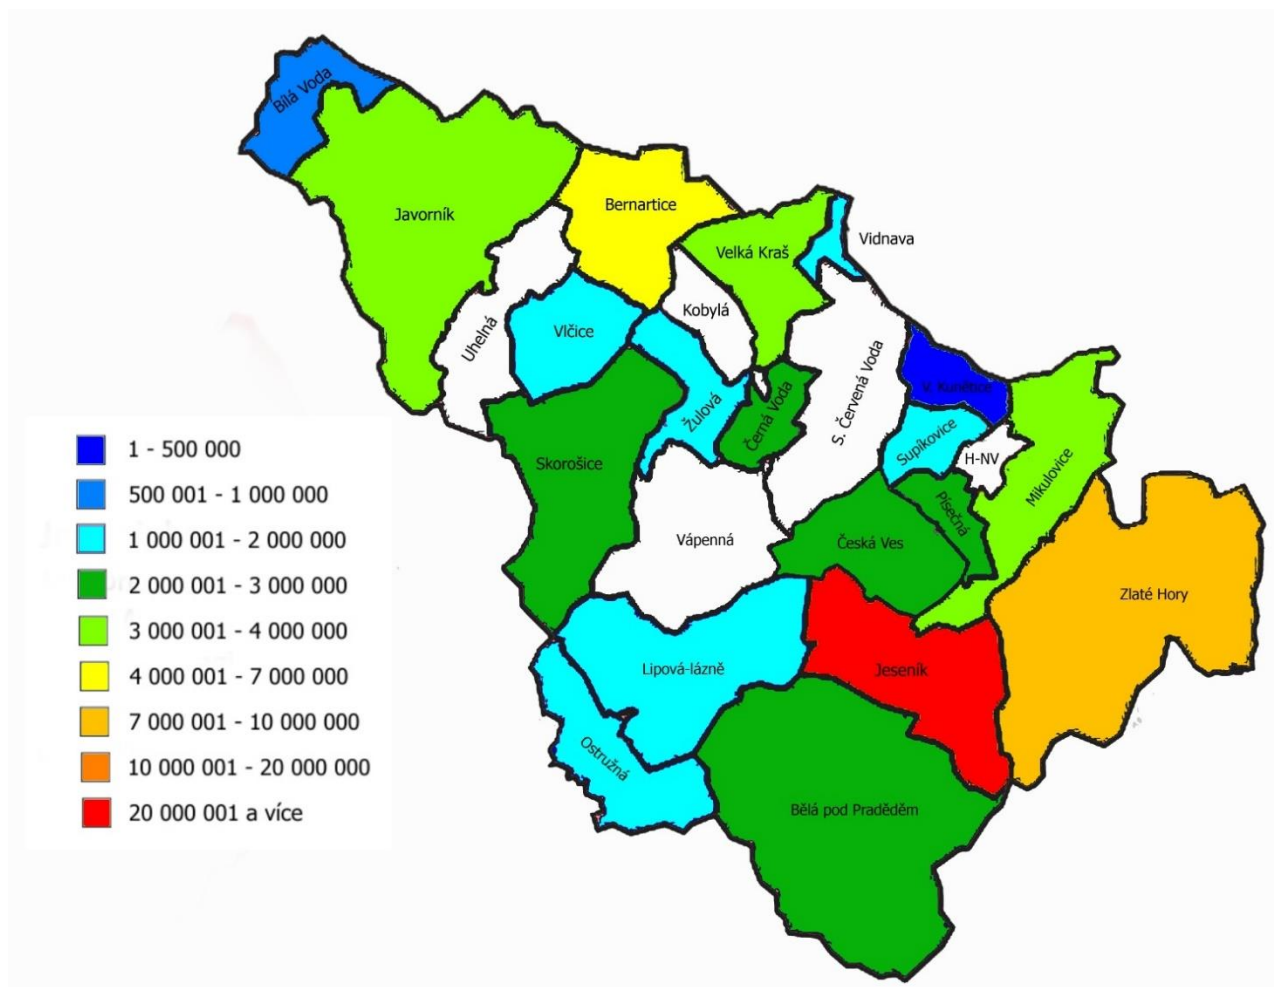 Bílá Voda
Javorník
Bernartice
Velká Kraš
Vidnava
Kobylá
Uhelná
Vlčice
Žulová
Černá Voda
S. Červená Voda
V. Kunětice
Supíkovice
H-NV
Mikulovice
Písečná
Skorošice
Vápenná
Česká Ves
Zlaté Hory
Lipová-lázně
Jeseník
Ostružná
Bělá pod Pradědem
1 - 500 000
500 001 - 1 000 000
1 000 001 - 2 000 000
2 000 001 - 3 000 000
3 000 001 - 4 000 000
4 000 001 - 7 000 000
7 000 001 - 10 000 000
10 000 001 - 20 000 000
20 000 001 a více